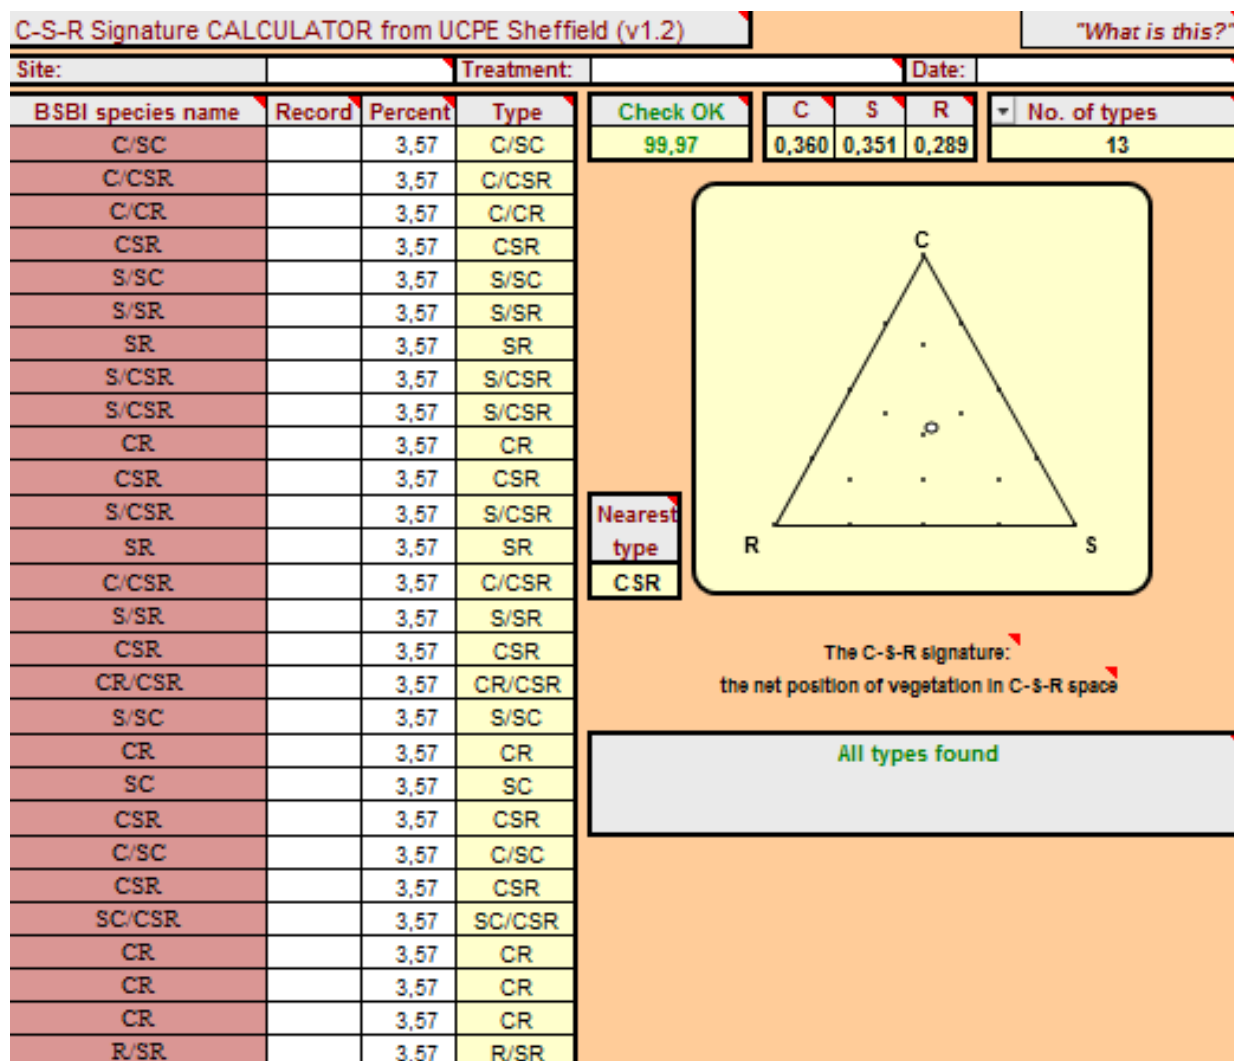 C-S-R Signature CALCULATOR from UCPE Sheffield (v1.2) "What is this?"
Site: Treatment: Date:
BSBI species name Record Percent Type Check OK C S R No. of types
C/SC 3,57 C/SC 99,97 0,360 0,351 0,289 13
C/CSR 3,57 C/CSR
C/CR 3,57 C/CR
CSR 3,57 CSR
S/SC 3,57 S/SC
S/SR 3,57 S/SR
SR 3,57 SR
S/CSR 3,57 S/CSR
S/CSR 3,57 S/CSR
CR 3,57 CR
CSR 3,57 CSR
S/CSR 3,57 S/CSR
SR 3,57 SR
C/CSR 3,57 C/CSR
S/SR 3,57 S/SR
CSR 3,57 CSR
CR/CSR 3,57 CR/CSR
S/SC 3,57 S/SC
CR 3,57 CR
SC 3,57 SC
CSR 3,57 CSR
C/SC 3,57 C/SC
CSR 3,57 CSR
SC/CSR 3,57 SC/CSR
CR 3,57 CR
CR 3,57 CR
CR 3,57 CR
R/SR 3,57 R/SR
C
R S
Nearest
type
CSR
The C-S-R signature:
the net position of vegetation in C-S-R space
All types found